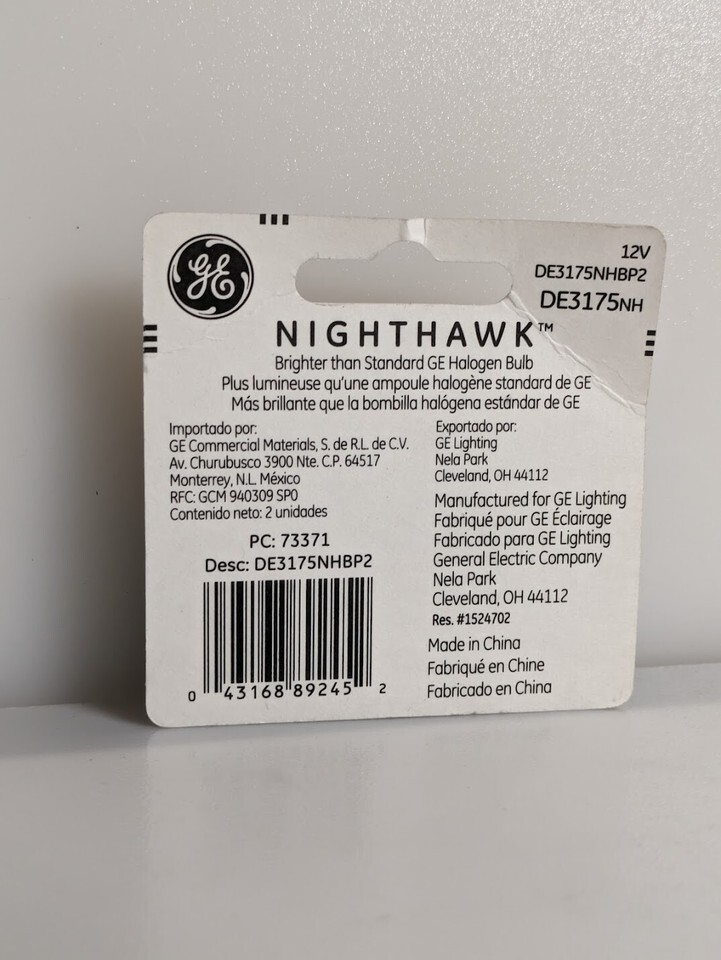 GE
12V
DE3175NHBP2
DE3175NH
NIGHTHAWK™
Brighter than Standard GE Halogen Bulb
Plus lumineuse qu'une ampoule halogène standard de GE
Más brillante que la bombilla halógena estándar de GE
Importado por:
GE Commercial Materials, S. de R.L. de C.V.
Av. Churubusco 3900 Nte. C.P. 64517
Monterrey, N.L. México
RFC: GCM 940309 SP0
Contenido neto: 2 unidades
PC: 73371
Desc: DE3175NHBP2
0 43168 89245 2
Exportado por:
GE Lighting
Nela Park
Cleveland, OH 44112
Manufactured for GE Lighting
Fabriqué pour GE Éclairage
Fabricado para GE Lighting
General Electric Company
Nela Park
Cleveland, OH 44112
Res. #1524702
Made in China
Fabriqué en Chine
Fabricado en China